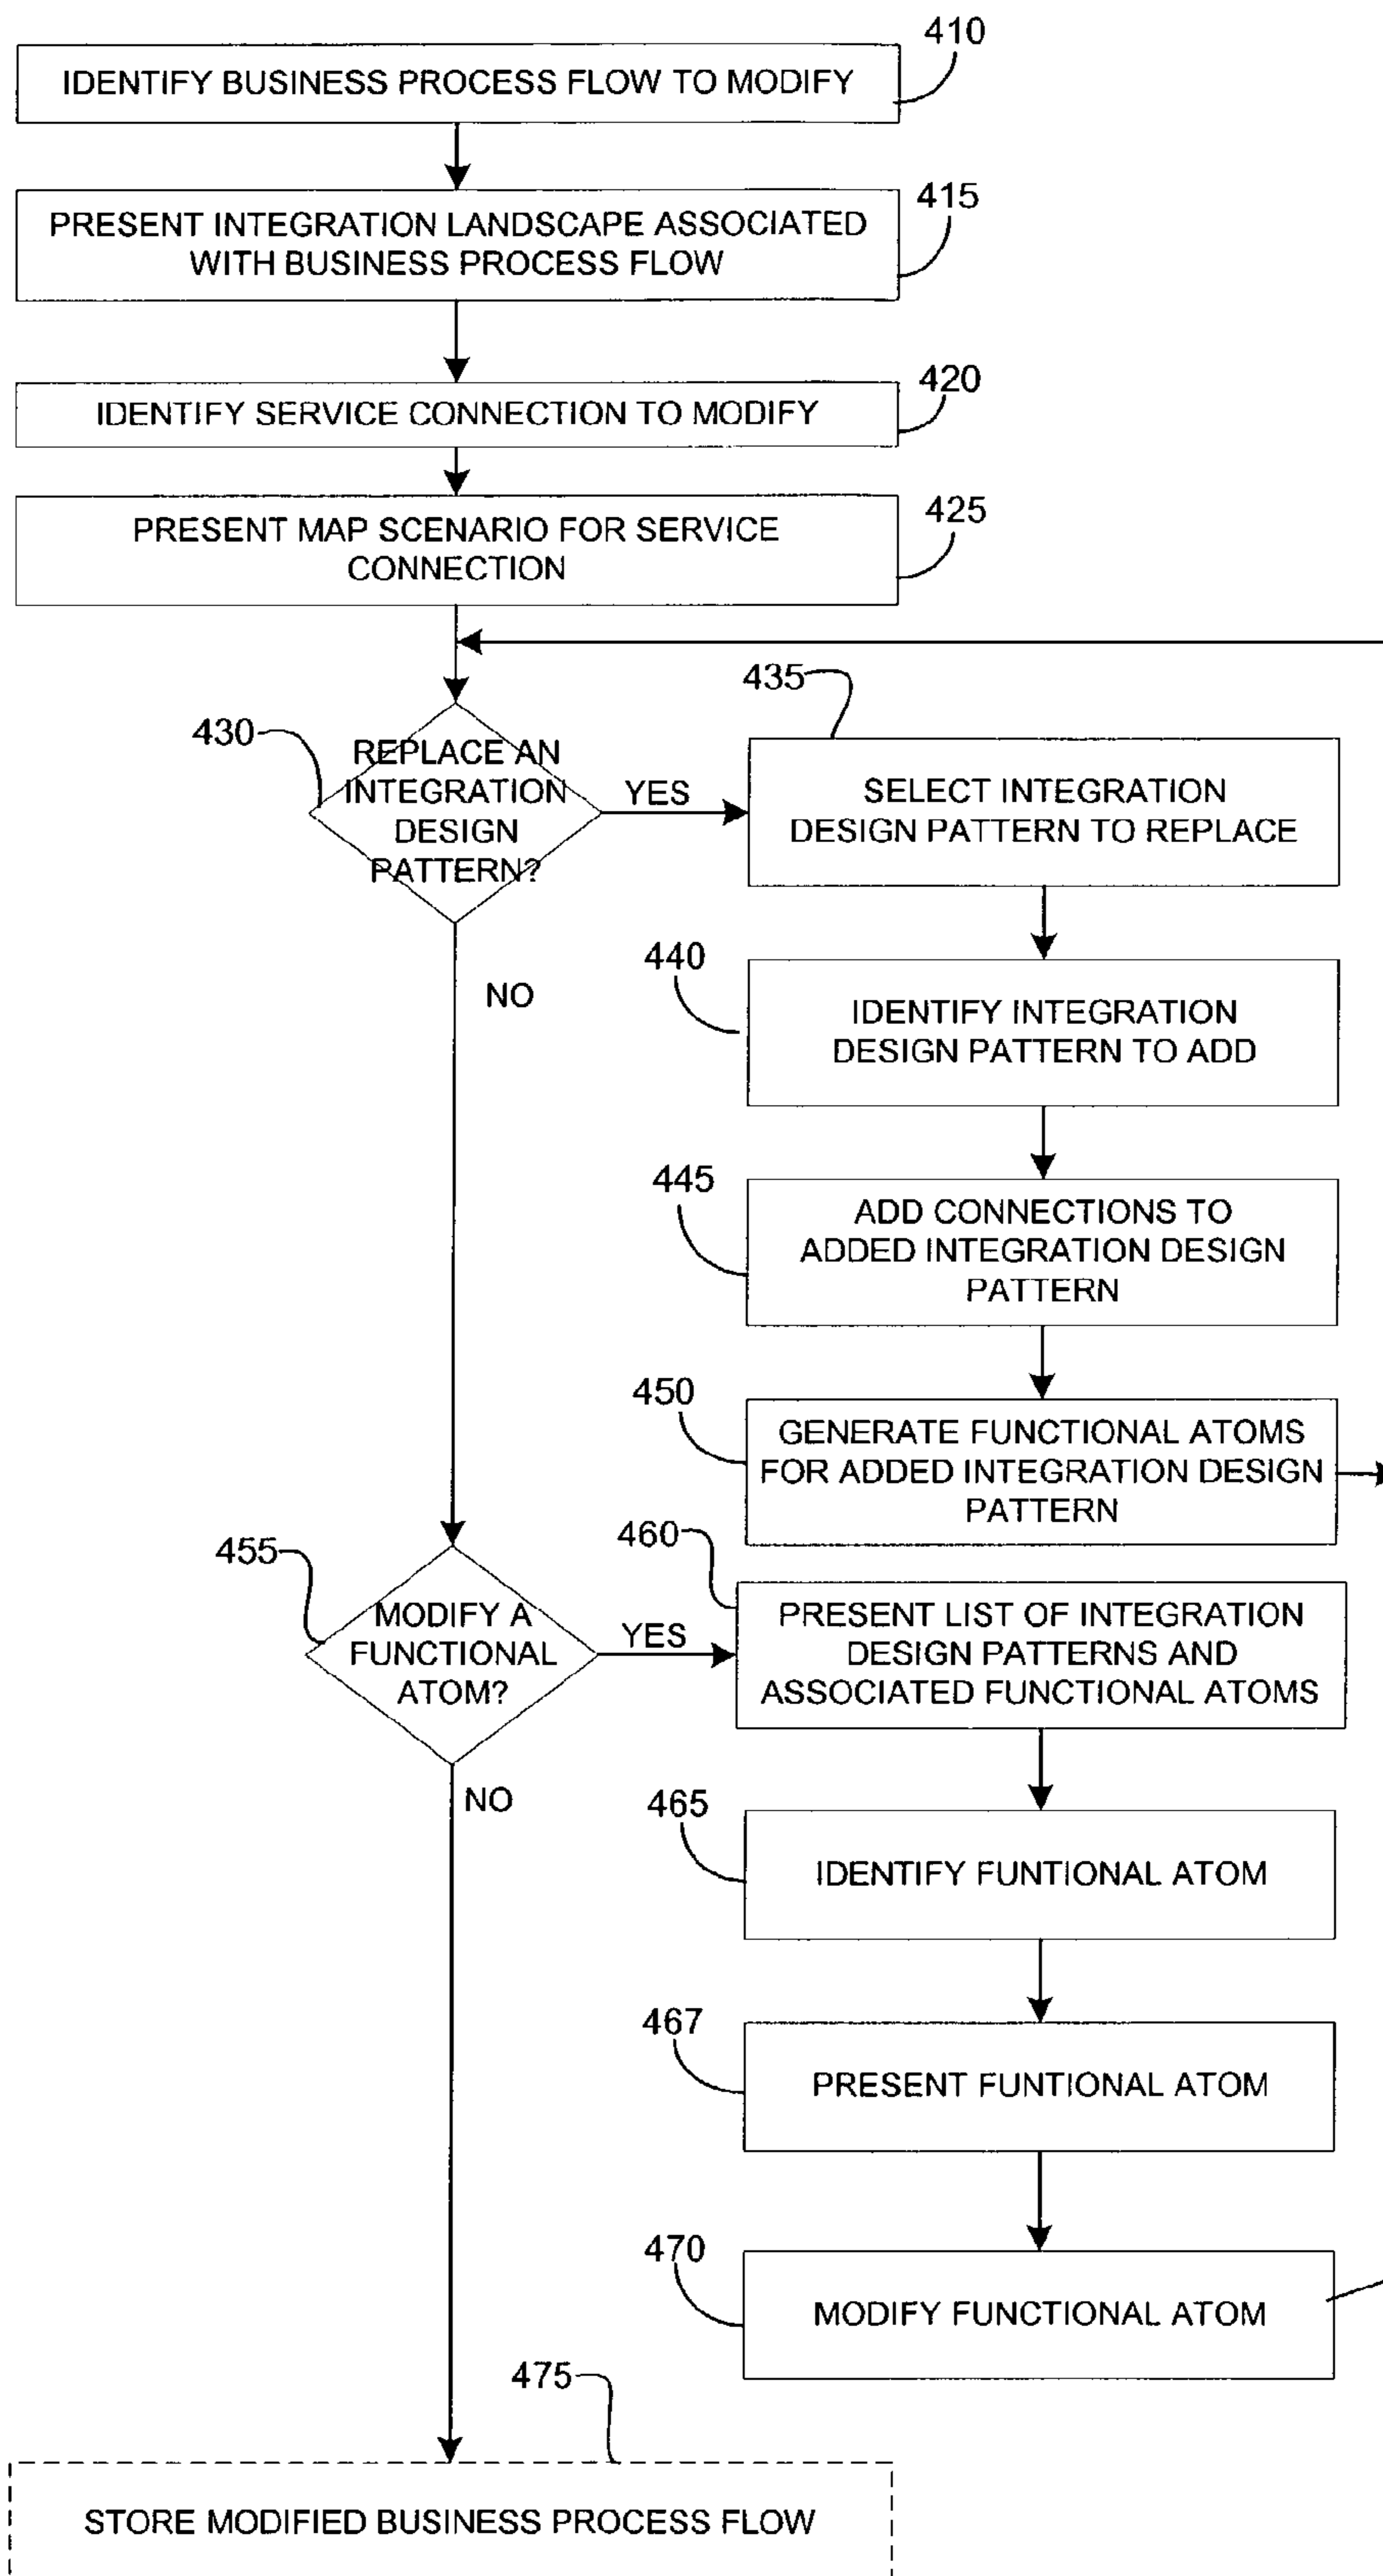 410
IDENTIFY BUSINESS PROCESS FLOW TO MODIFY
415
PRESENT INTEGRATION LANDSCAPE ASSOCIATED
WITH BUSINESS PROCESS FLOW
420
IDENTIFY SERVICE CONNECTION TO MODIFY
425
PRESENT MAP SCENARIO FOR SERVICE
CONNECTION
430
REPLACE AN
INTEGRATION
DESIGN
PATTERN?
YES
NO
435
SELECT INTEGRATION
DESIGN PATTERN TO REPLACE
440
IDENTIFY INTEGRATION
DESIGN PATTERN TO ADD
445
ADD CONNECTIONS TO
ADDED INTEGRATION DESIGN
PATTERN
450
GENERATE FUNCTIONAL ATOMS
FOR ADDED INTEGRATION DESIGN
PATTERN
455
MODIFY A
FUNCTIONAL
ATOM?
YES
NO
460
PRESENT LIST OF INTEGRATION
DESIGN PATTERNS AND
ASSOCIATED FUNCTIONAL ATOMS
465
IDENTIFY FUNTIONAL ATOM
467
PRESENT FUNTIONAL ATOM
470
MODIFY FUNCTIONAL ATOM
475
STORE MODIFIED BUSINESS PROCESS FLOW